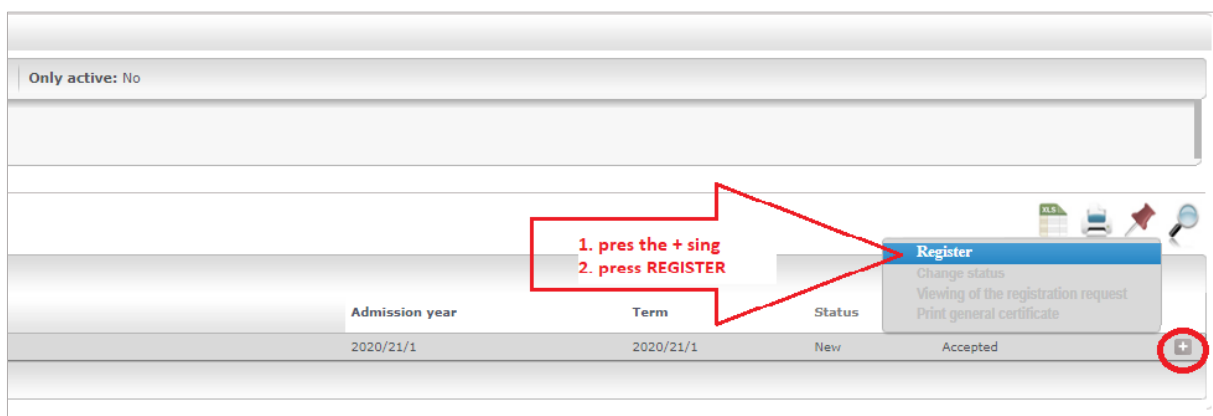 Only active: No
XLS
1. pres the + sing
2. press REGISTER
Register
Change status
Viewing of the registration request
Print general certificate
Admission year Term Status
2020/21/1 2020/21/1 New Accepted